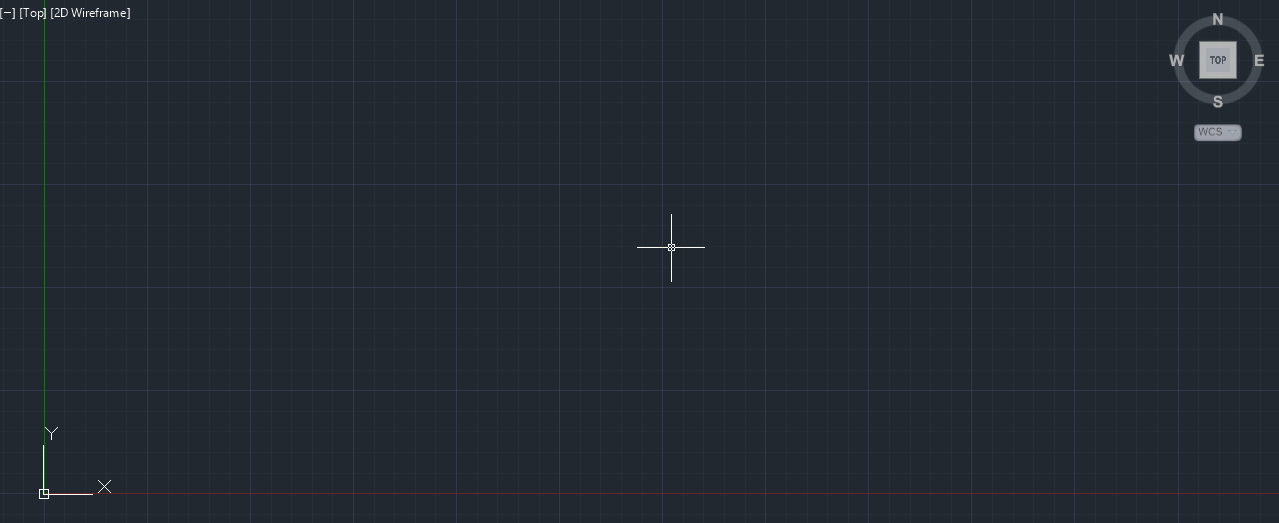 [−] [Top] [2D Wireframe]
N
W TOP E
S
WCS
Y
X